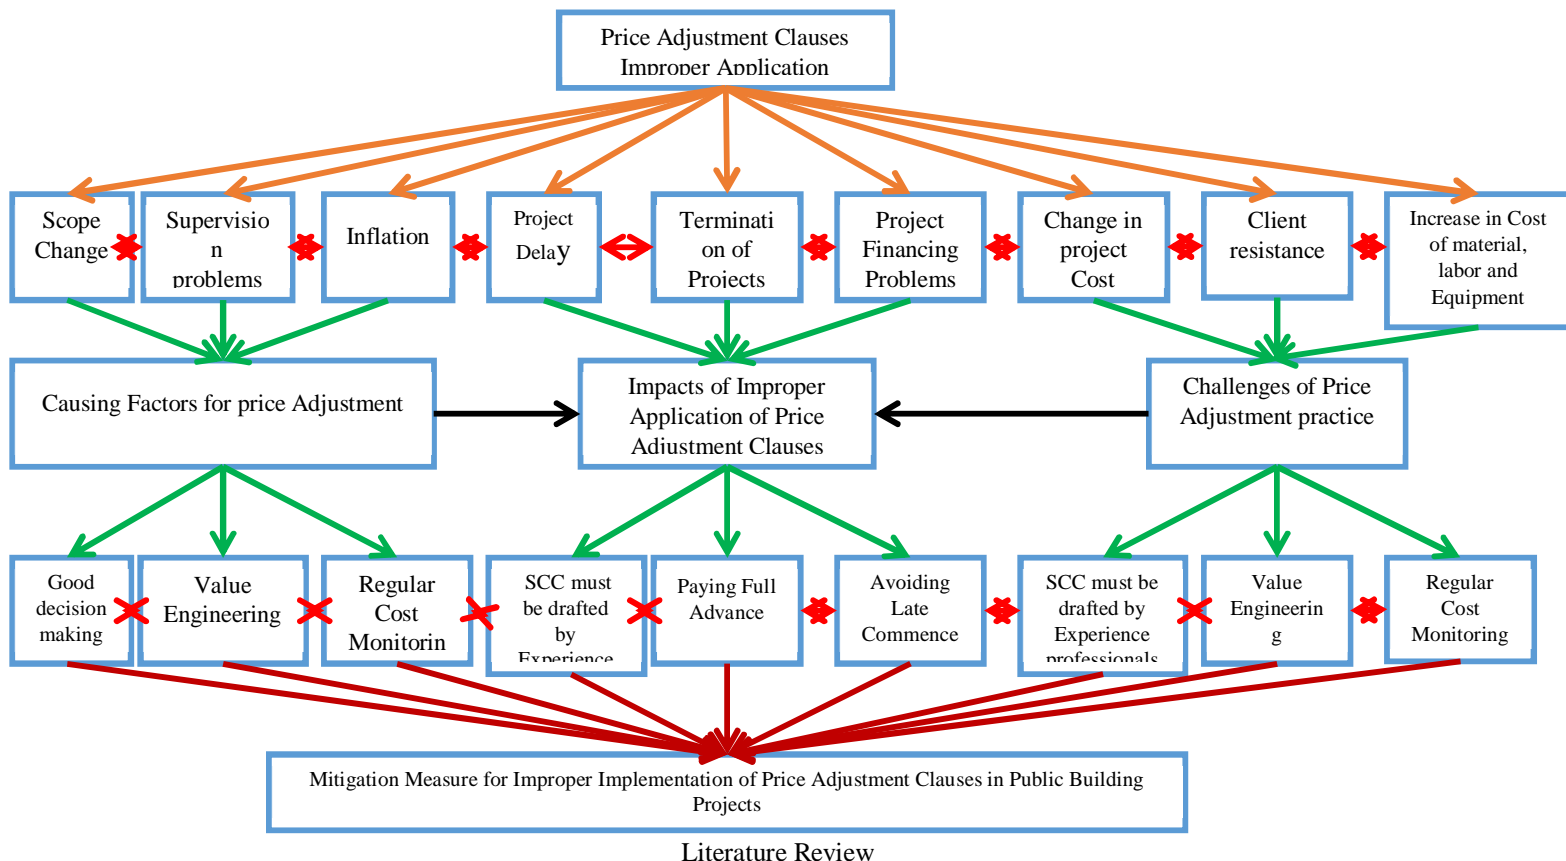 Price Adjustment Clauses
Improper Application
Scope
Change
Supervisio
n
problems
Inflation
Project
Delay
Terminati
on of
Projects
Project
Financing
Problems
Change in
project
Cost
Client
resistance
Increase in Cost
of material,
labor and
Equipment
Causing Factors for price Adjustment
Impacts of Improper
Application of Price
Adjustment Clauses
Challenges of Price
Adjustment practice
Good
decision
making
Value
Engineering
Regular
Cost
Monitorin
SCC must
be drafted
by
Experience
Paying Full
Advance
Avoiding
Late
Commence
SCC must be
drafted by
Experience
professionals
Value
Engineerin
g
Regular
Cost
Monitoring
Mitigation Measure for Improper Implementation of Price Adjustment Clauses in Public Building
Projects
Literature Review